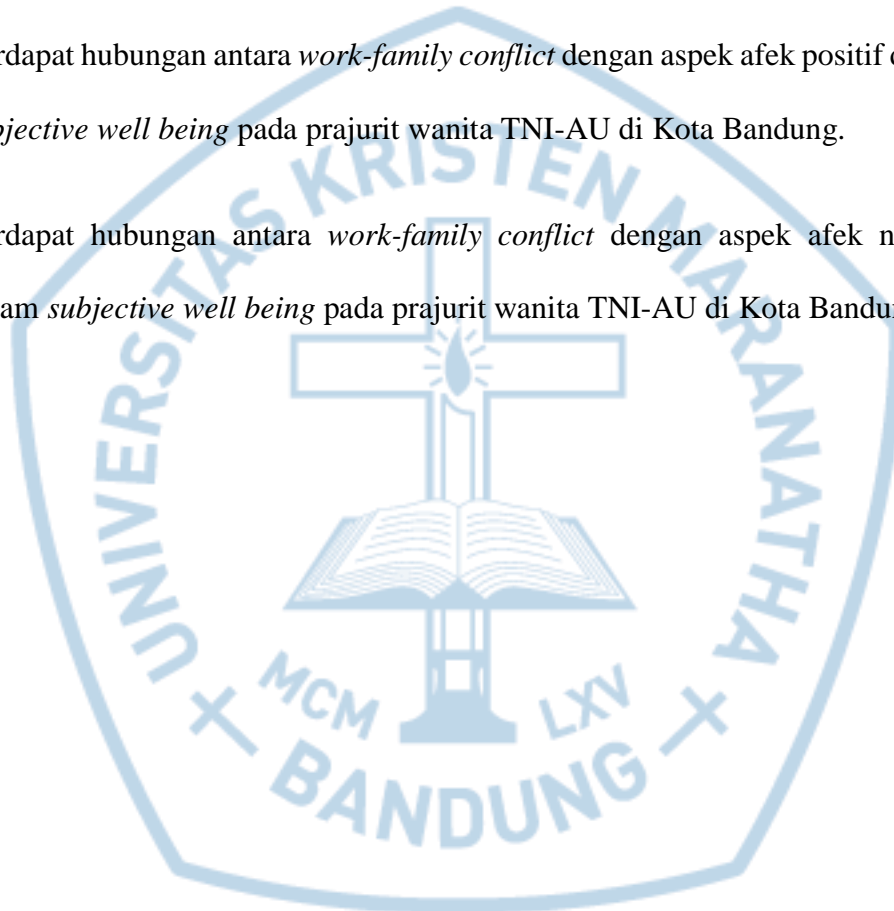 rdapat hubungan antara work-family conflict dengan aspek afek positif
bjective well being pada prajurit wanita TNI-AU di Kota Bandung.
rdapat hubungan antara work-family conflict dengan aspek afek n
am subjective well being pada prajurit wanita TNI-AU di Kota Bandu
UNIVERSITAS KRISTEN MARANATHA
MCM LXV
BANDUNG